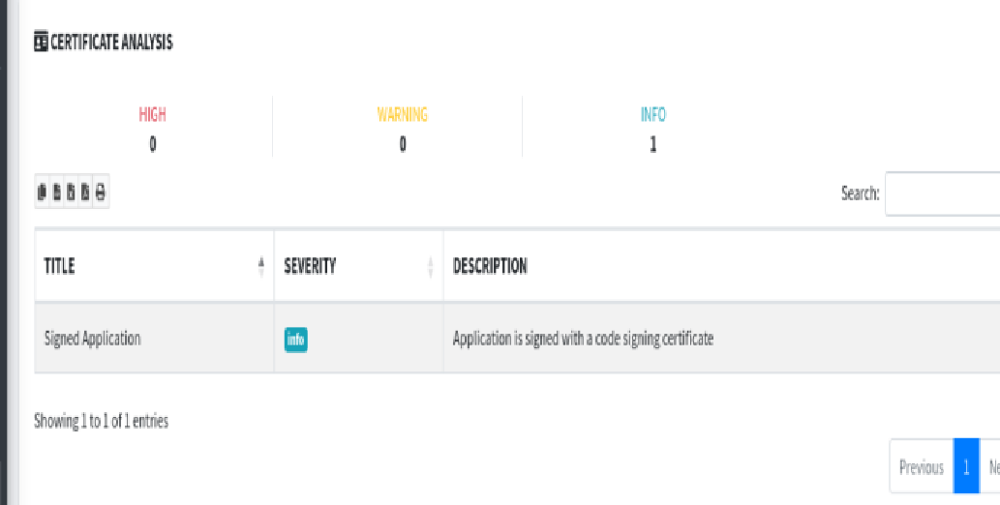 CERTIFICATE ANALYSIS
HIGH WARNING INFO
0 0 1
Search:
TITLE SEVERITY DESCRIPTION
Signed Application info Application is signed with a code signing certificate
Showing 1 to 1 of 1 entries
Previous 1 Ne